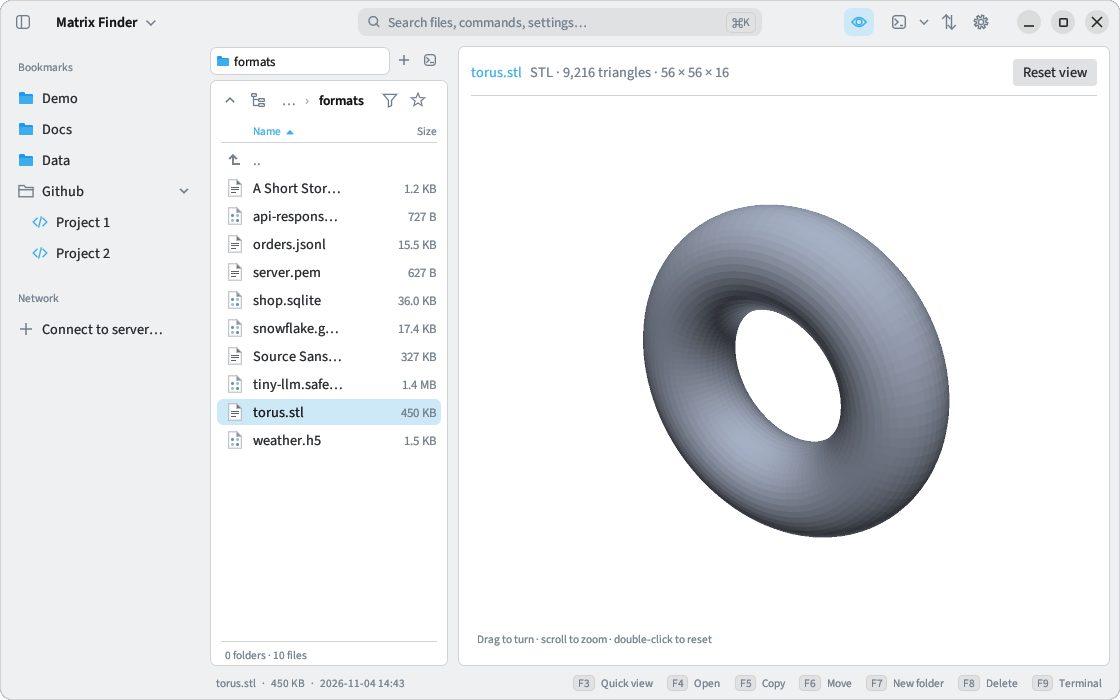 Matrix Finder
Search files, commands, settings…
⌘K
Bookmarks
Demo
Docs
Data
Github
Project 1
Project 2
Network
Connect to server…
formats
… › formats
Name
Size
..
A Short Stor… 1.2 KB
api-respons… 727 B
orders.jsonl 15.5 KB
server.pem 627 B
shop.sqlite 36.0 KB
snowflake.g… 17.4 KB
Source Sans… 327 KB
tiny-llm.safe… 1.4 MB
torus.stl 450 KB
weather.h5 1.5 KB
0 folders · 10 files
torus.stl STL · 9,216 triangles · 56 × 56 × 16
Reset view
Drag to turn · scroll to zoom · double-click to reset
torus.stl · 450 KB · 2026-11-04 14:43
F3 Quick view F4 Open F5 Copy F6 Move F7 New folder F8 Delete F9 Terminal